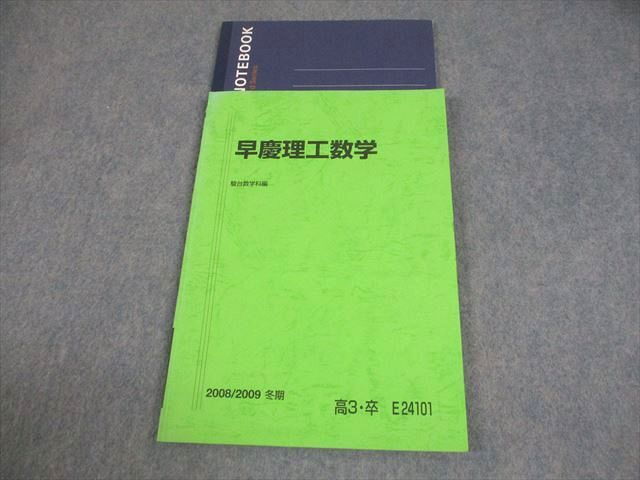 NOTEBOOK
早慶理工数学
駿台数学科編
2008/2009 冬期
高3・卒 E24101